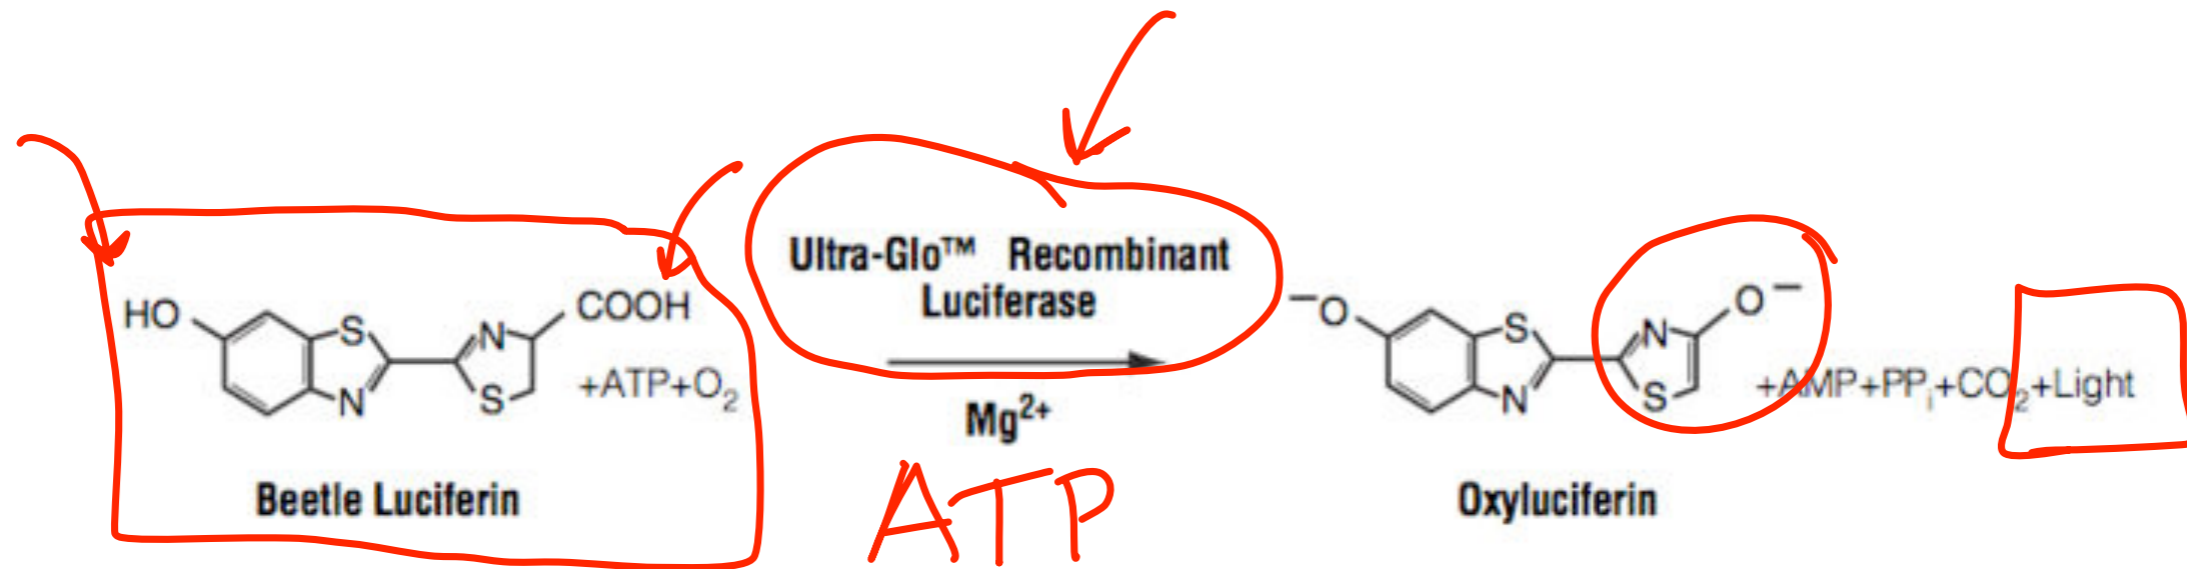 Ultra-Glo™ Recombinant
Luciferase
HO
S
N
N
S
COOH
+ATP+O₂
Mg²⁺
⁻O
S
N
N
S
O⁻
+AMP+PPᵢ+CO₂+Light
Beetle Luciferin
ATP
Oxyluciferin